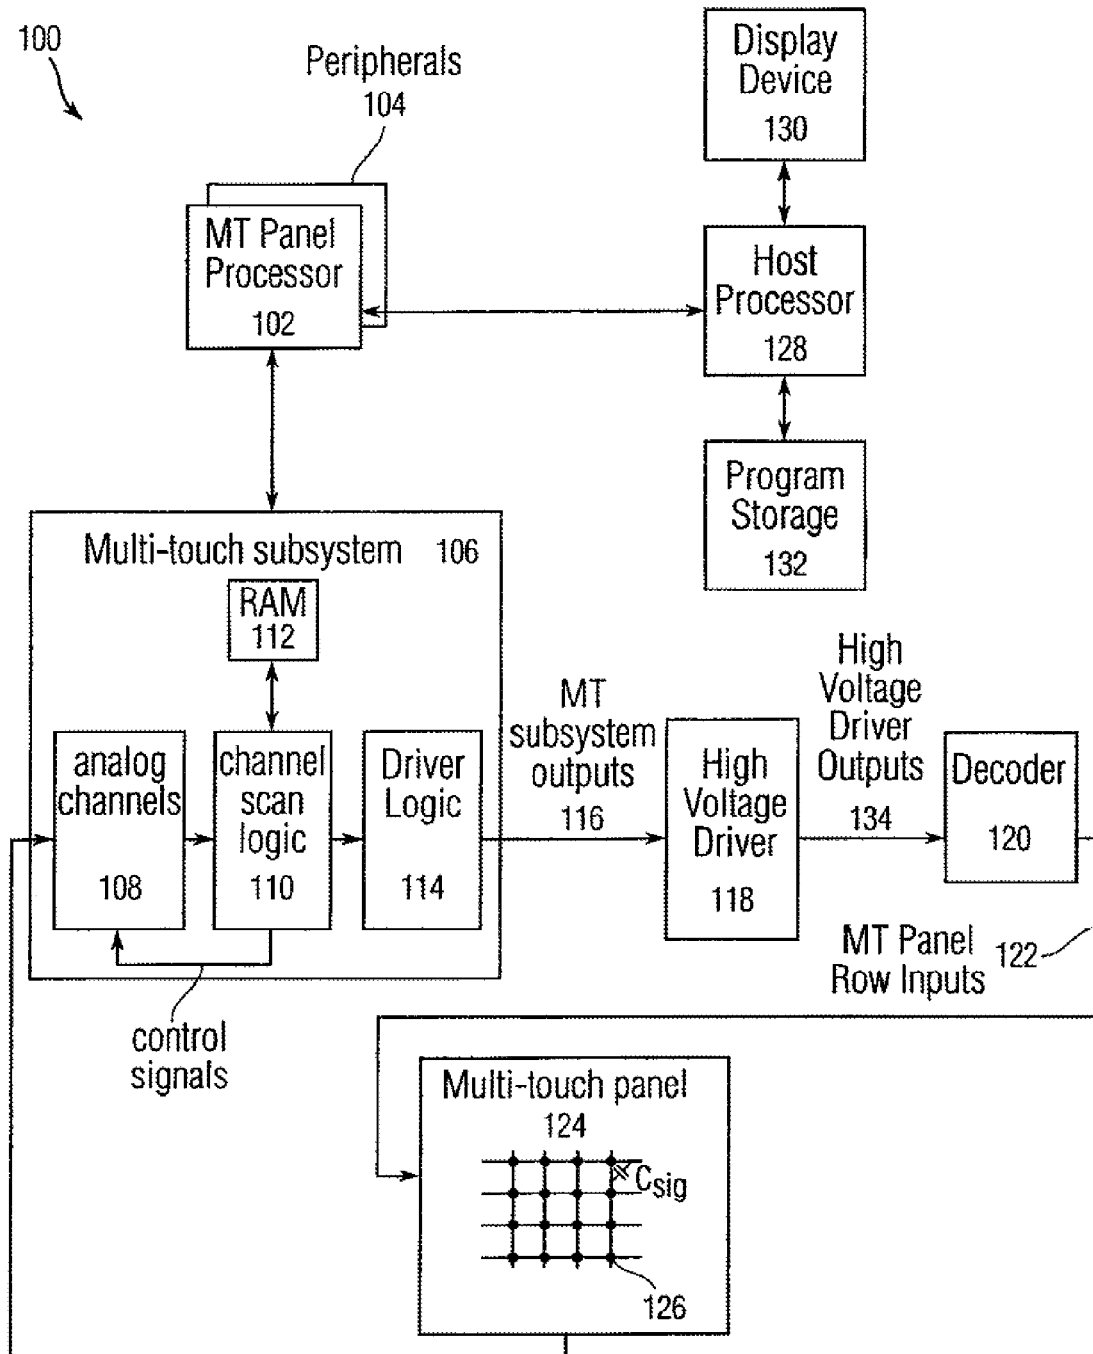 100
Peripherals
104
MT Panel
Processor
102
Display
Device
130
Host
Processor
128
Program
Storage
132
Multi-touch subsystem 106
RAM
112
analog
channels
108
channel
scan
logic
110
Driver
Logic
114
control
signals
MT
subsystem
outputs
116
High
Voltage
Driver
118
High
Voltage
Driver
Outputs
134
Decoder
120
MT Panel
Row Inputs
122
Multi-touch panel
124
Csig
126